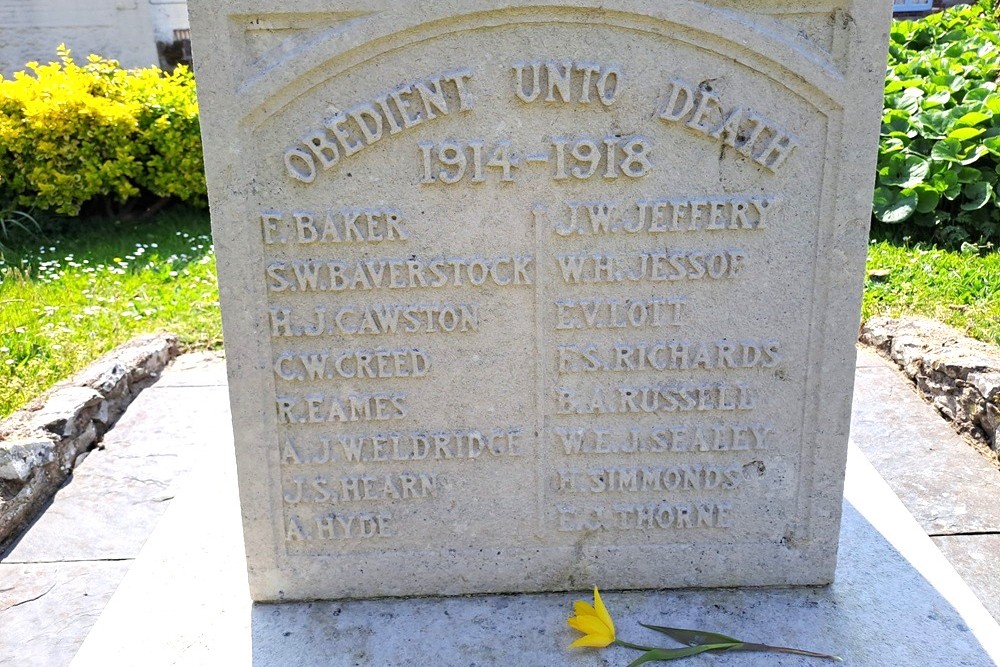 OBEDIENT UNTO DEATH
1914-1918
F. BAKER
S.W. BAVERSTOCK
H.J. CAWSTON
C.W. CREED
R. EAMES
A.J. WELDRIDGE
J.S. HEARN
A. HYDE
J.W. JEFFERY
W.H. JESSOP
E.V. LOTT
F.S. RICHARDS
B.A. RUSSELL
W.E.J. SEALEY
H. SIMMONDS
THORNE